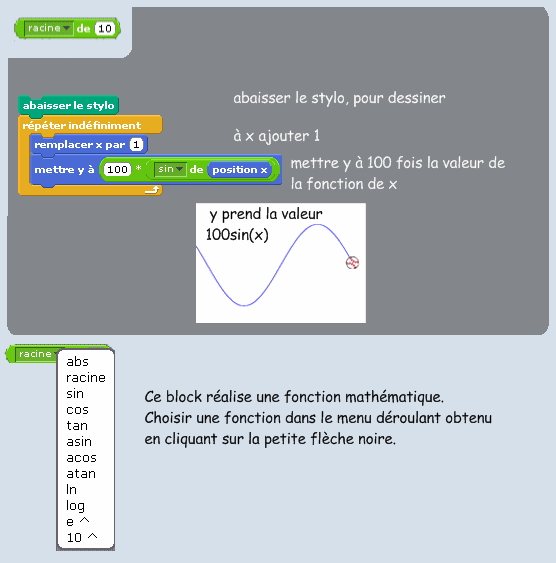 racine de 10
abaisser le stylo
répéter indéfiniment
remplacer x par 1
mettre y à 100 * sin de position x
abaisser le stylo, pour dessiner
à x ajouter 1
mettre y à 100 fois la valeur de
la fonction de x
y prend la valeur
100sin(x)
racine
abs
racine
sin
cos
tan
asin
acos
atan
ln
log
e ^
10 ^
Ce block réalise une fonction mathématique.
Choisir une fonction dans le menu déroulant obtenu
en cliquant sur la petite flèche noire.